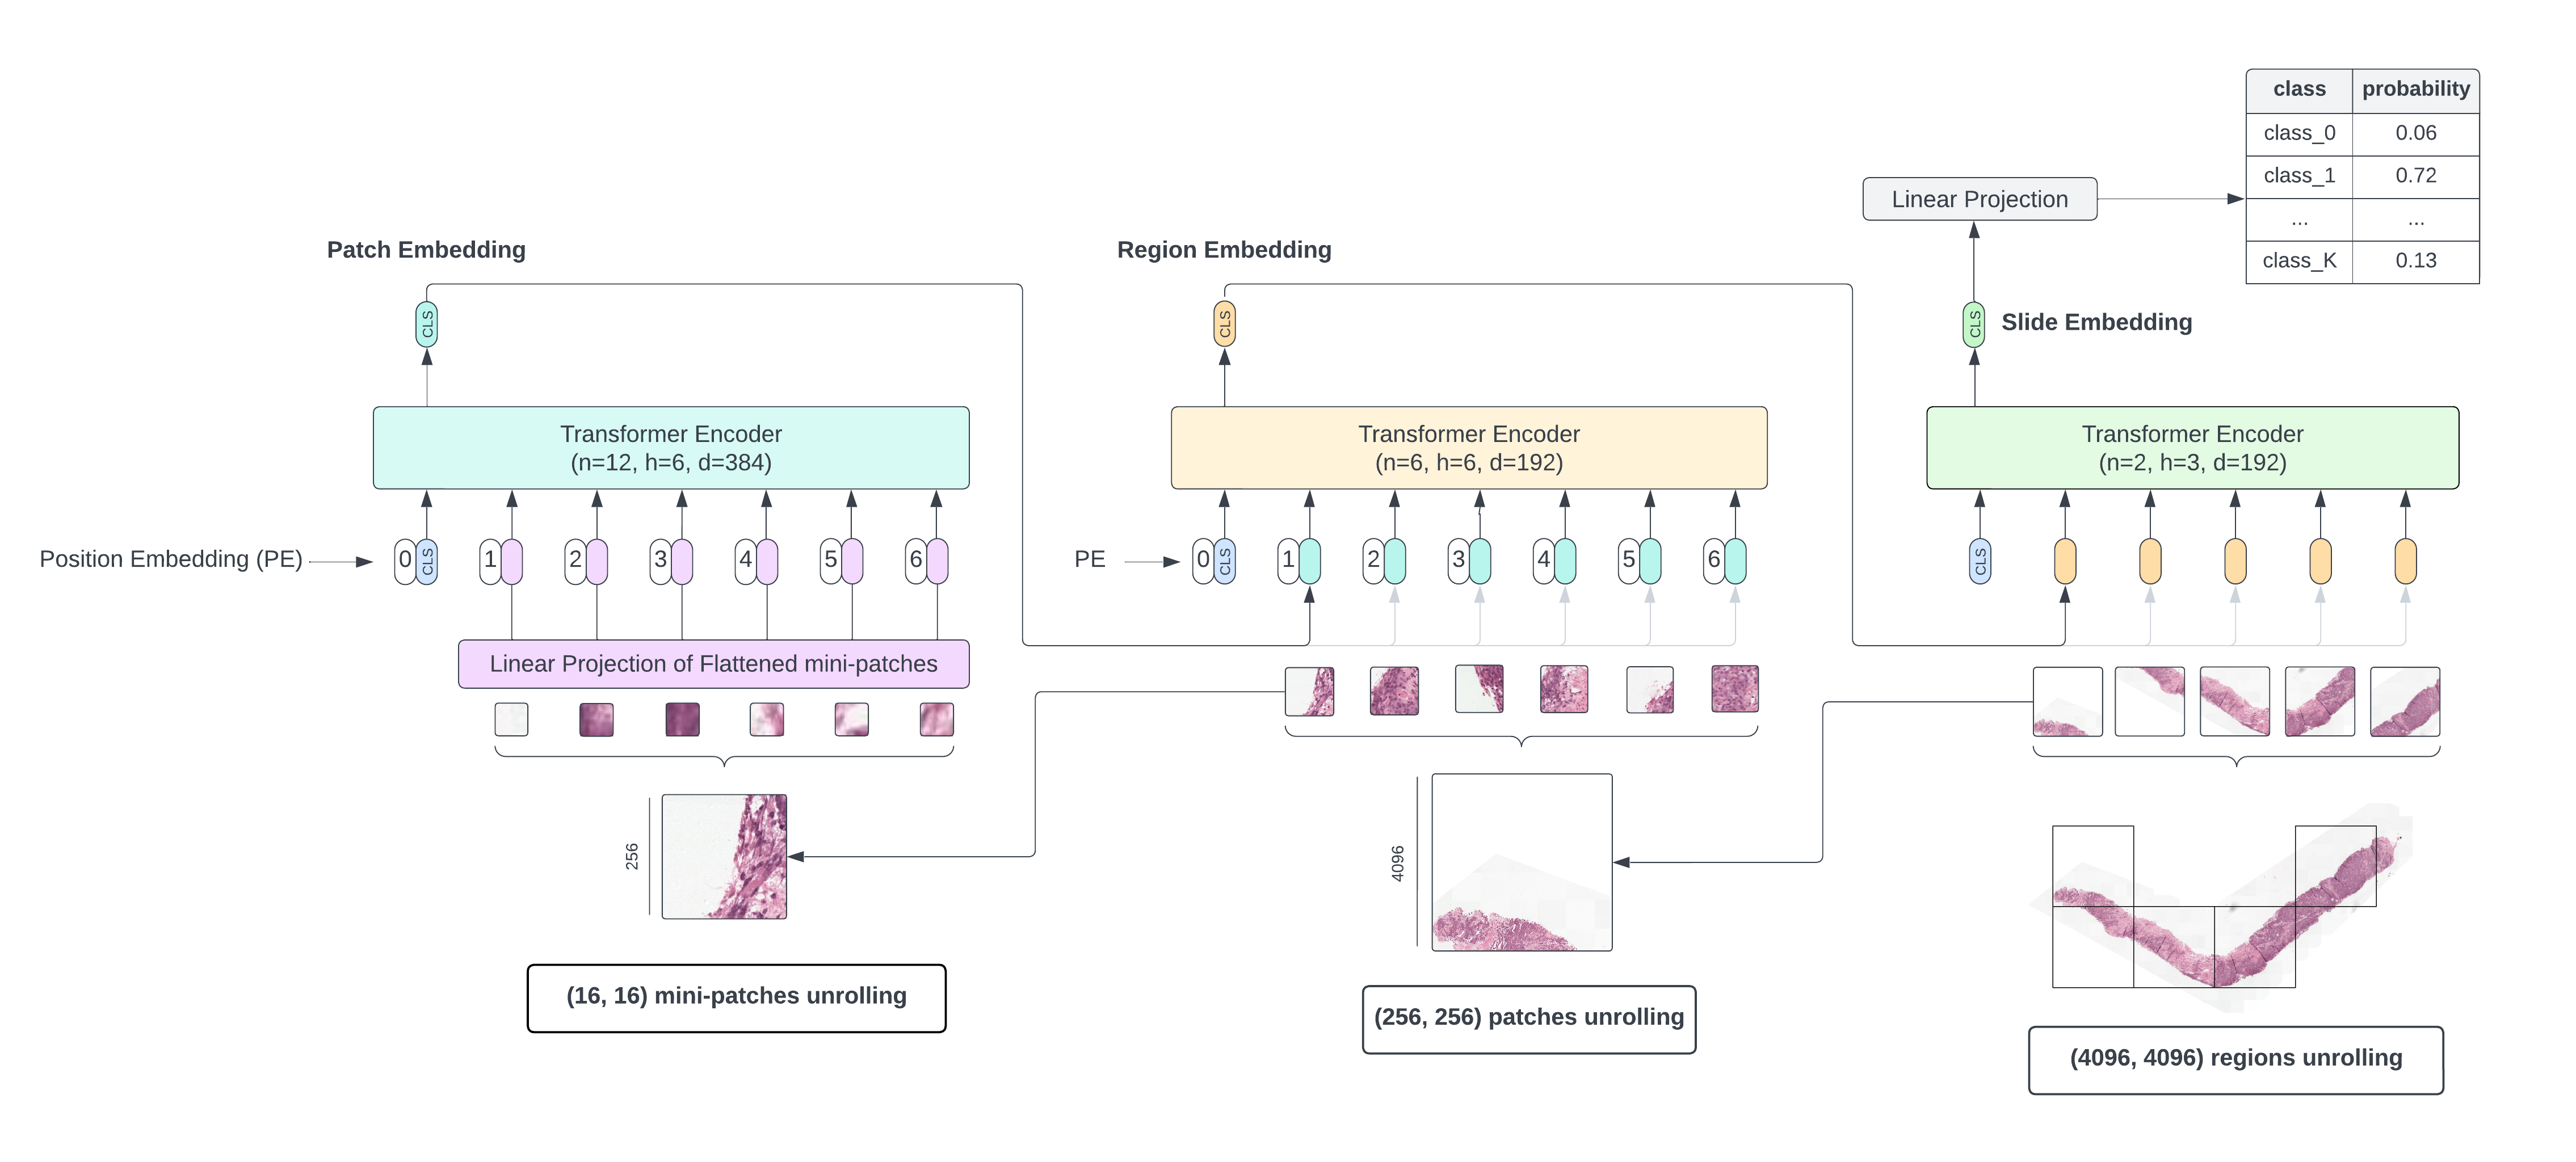 class probability
class_0 0.06
class_1 0.72
... ...
class_K 0.13
Linear Projection
Patch Embedding
Region Embedding
Slide Embedding
CLS
CLS
CLS
Transformer Encoder
(n=12, h=6, d=384)
Transformer Encoder
(n=6, h=6, d=192)
Transformer Encoder
(n=2, h=3, d=192)
Position Embedding (PE)
0 CLS 1 2 3 4 5 6
PE
0 CLS 1 2 3 4 5 6
CLS
Linear Projection of Flattened mini-patches
256
4096
(16, 16) mini-patches unrolling
(256, 256) patches unrolling
(4096, 4096) regions unrolling